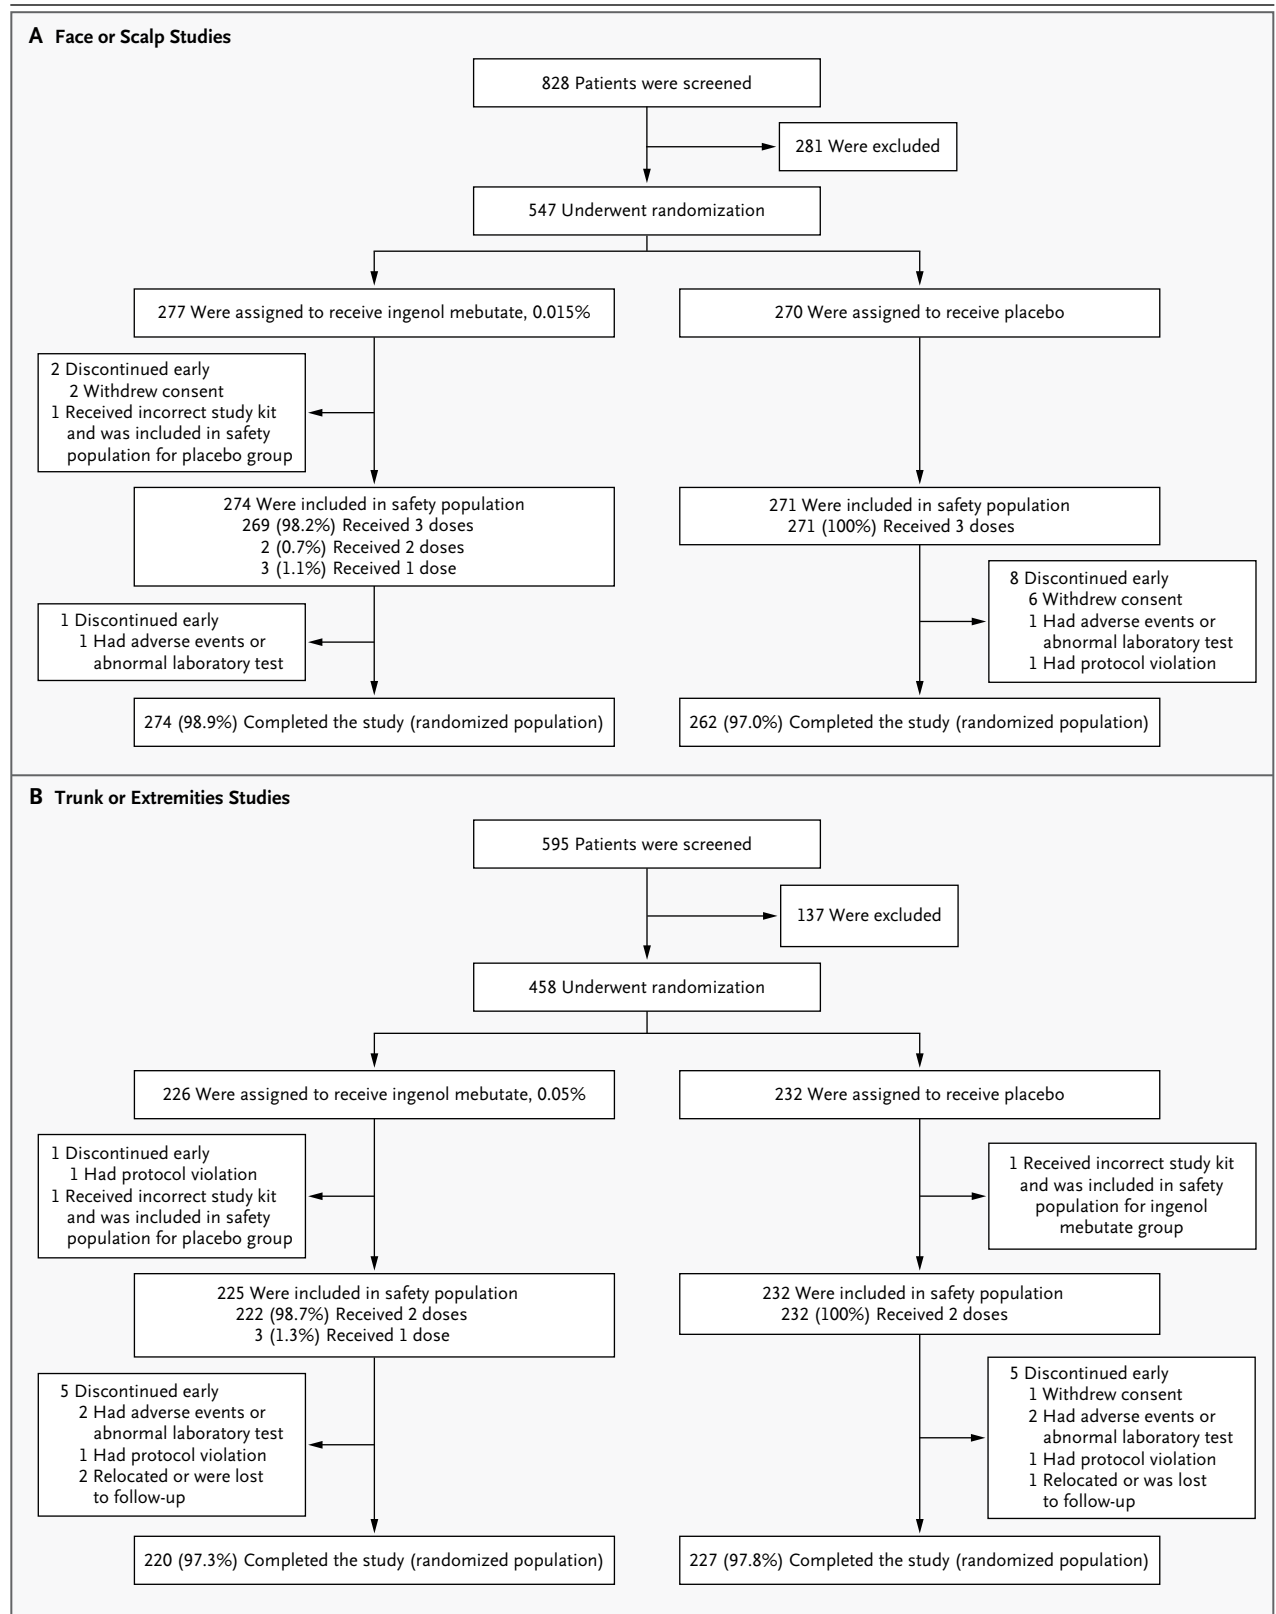 A Face or Scalp Studies
828 Patients were screened
281 Were excluded
547 Underwent randomization
277 Were assigned to receive ingenol mebutate, 0.015%
270 Were assigned to receive placebo
2 Discontinued early
2 Withdrew consent
1 Received incorrect study kit
and was included in safety
population for placebo group
274 Were included in safety population
269 (98.2%) Received 3 doses
2 (0.7%) Received 2 doses
3 (1.1%) Received 1 dose
271 Were included in safety population
271 (100%) Received 3 doses
8 Discontinued early
6 Withdrew consent
1 Had adverse events or
abnormal laboratory test
1 Had protocol violation
1 Discontinued early
1 Had adverse events or
abnormal laboratory test
274 (98.9%) Completed the study (randomized population)
262 (97.0%) Completed the study (randomized population)
B Trunk or Extremities Studies
595 Patients were screened
137 Were excluded
458 Underwent randomization
226 Were assigned to receive ingenol mebutate, 0.05%
232 Were assigned to receive placebo
1 Discontinued early
1 Had protocol violation
1 Received incorrect study kit
and was included in safety
population for placebo group
1 Received incorrect study kit
and was included in safety
population for ingenol
mebutate group
225 Were included in safety population
222 (98.7%) Received 2 doses
3 (1.3%) Received 1 dose
232 Were included in safety population
232 (100%) Received 2 doses
5 Discontinued early
2 Had adverse events or
abnormal laboratory test
1 Had protocol violation
2 Relocated or were lost
to follow-up
5 Discontinued early
1 Withdrew consent
2 Had adverse events or
abnormal laboratory test
1 Had protocol violation
1 Relocated or was lost
to follow-up
220 (97.3%) Completed the study (randomized population)
227 (97.8%) Completed the study (randomized population)